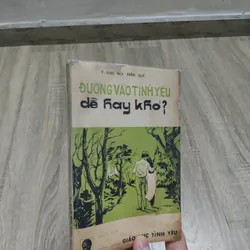 ĐƯỜNG VÀO TÌNH YÊU
dễ hay khó?
GIÁO DỤC TÌNH YÊU